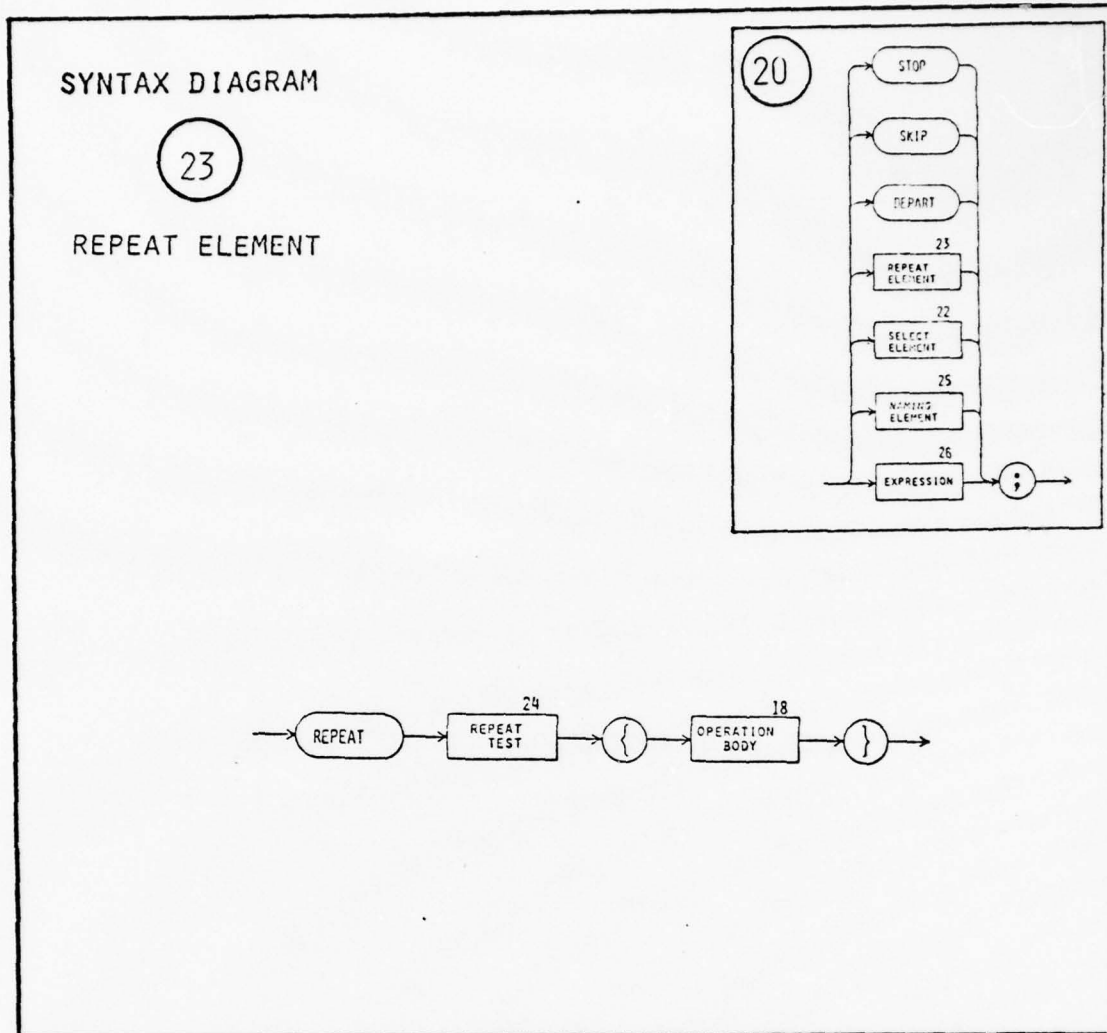 SYNTAX DIAGRAM
23
REPEAT ELEMENT
20
STOP
SKIP
DEPART
23
REPEAT
ELEMENT
22
SELECT
ELEMENT
25
NAMING
ELEMENT
26
EXPRESSION
;
REPEAT
24
REPEAT
TEST
{
18
OPERATION
BODY
}